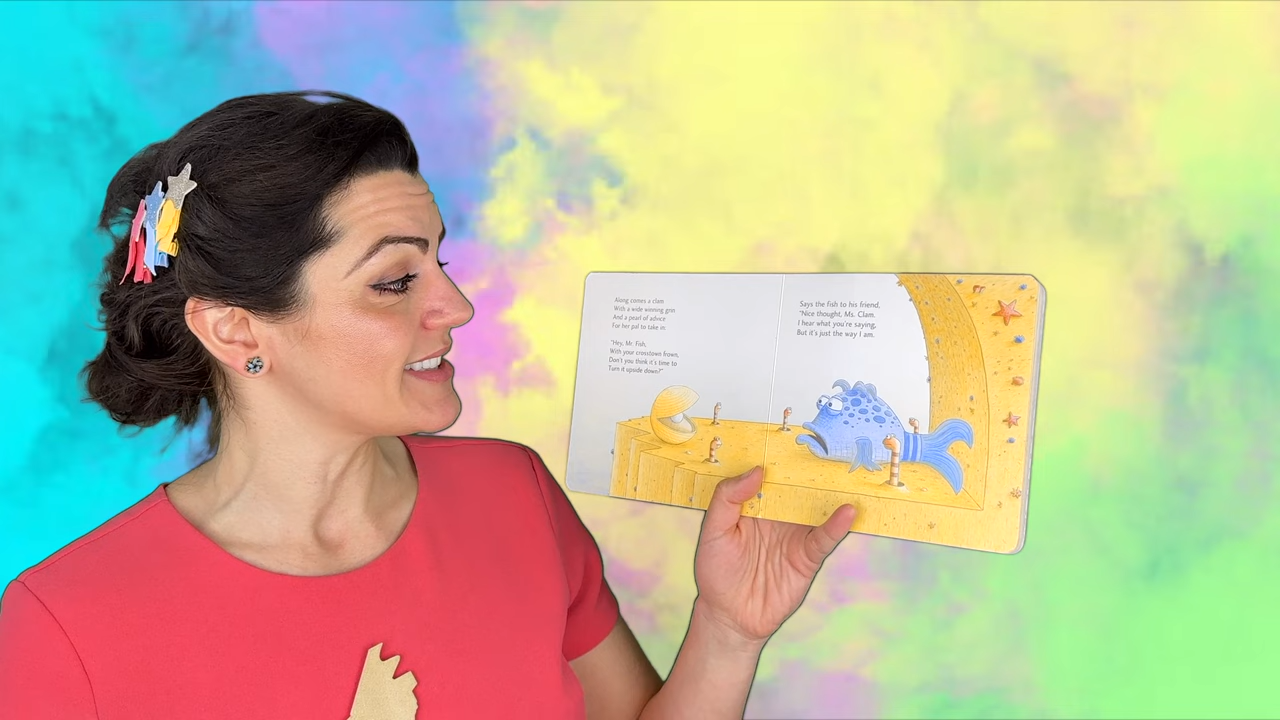 Along comes a clam
With a wide winning grin
And a pearl of advice
For her pal to take in:
"Hey, Mr. Fish,
With your crosstown frown,
Don't you think it's time to
Turn it upside down?"
Says the fish to his friend,
"Nice thought, Ms. Clam.
I hear what you're saying,
But it's just the way I am.